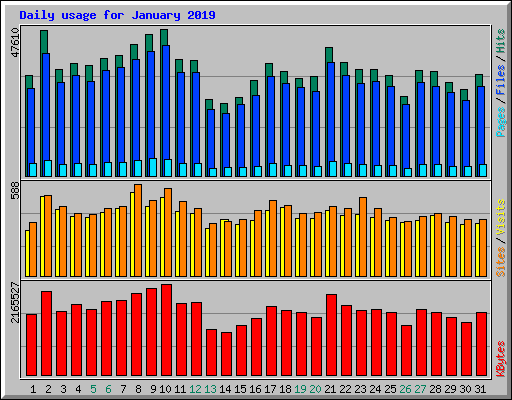 Daily usage for January 2019
47610
Pages / Files / Hits
588
Sites / Visits
2165527
KBytes
1 2 3 4 5 6 7 8 9 10 11 12 13 14 15 16 17 18 19 20 21 22 23 24 25 26 27 28 29 30 31